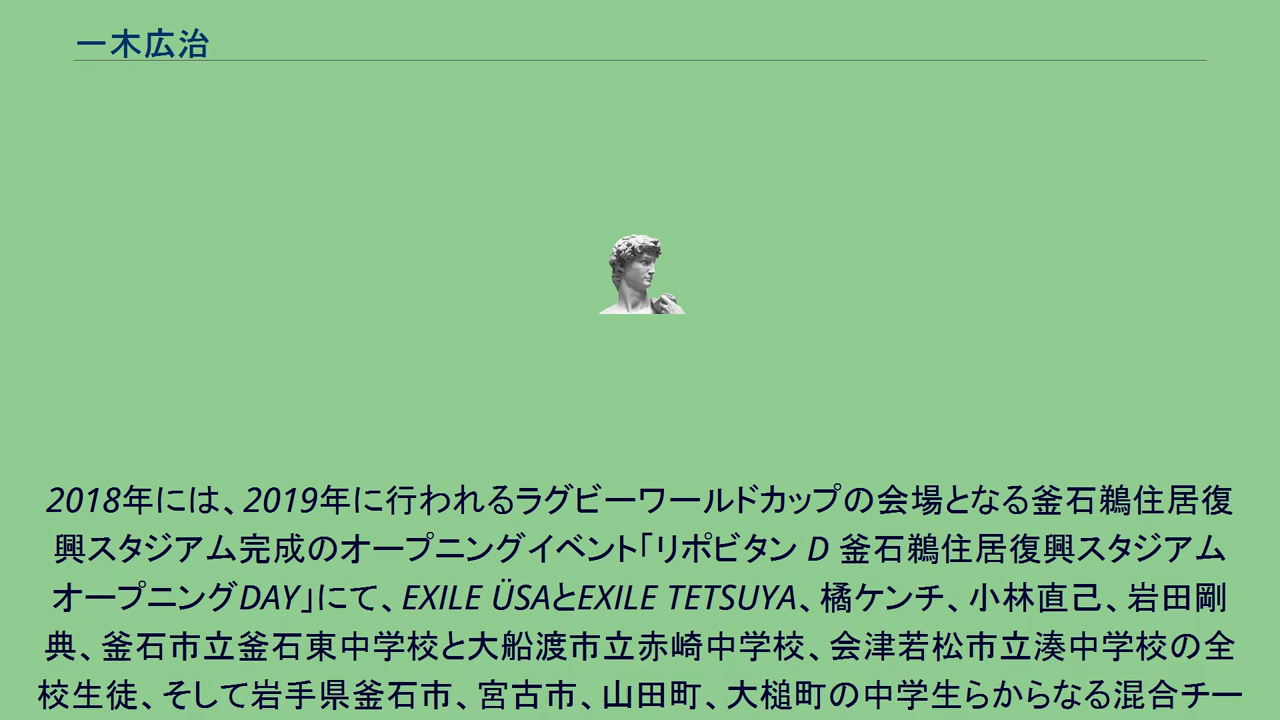 一木広治
2018年には、2019年に行われるラグビーワールドカップの会場となる釜石鵜住居復
興スタジアム完成のオープニングイベント「リポビタン D 釜石鵜住居復興スタジアム
オープニングDAY」にて、EXILE ÜSAとEXILE TETSUYA、橘ケンチ、小林直己、岩田剛
典、釜石市立釜石東中学校と大船渡市立赤崎中学校、会津若松市立湊中学校の全
校生徒、そして岩手県釜石市、宮古市、山田町、大槌町の中学生らからなる混合チー